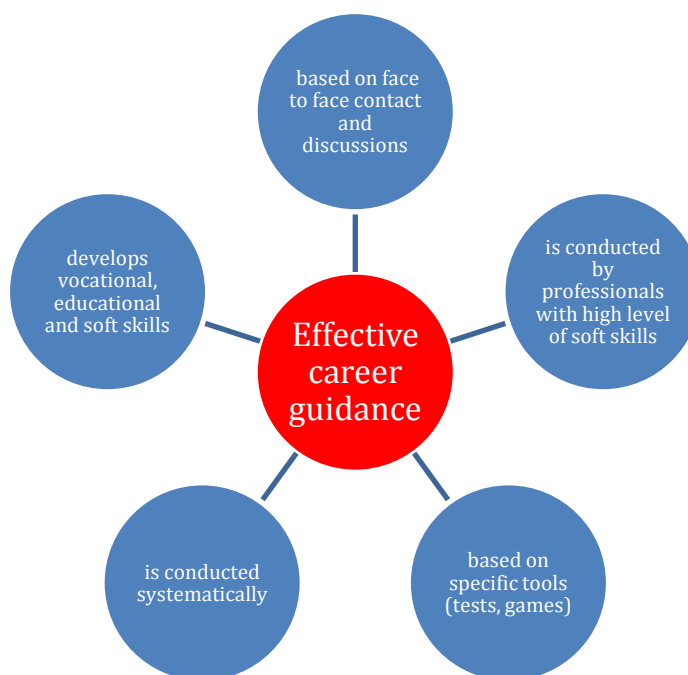 based on face
to face contact
and
discussions
is conducted
by
professionals
with high level
of soft skills
based on
specific tools
(tests, games)
is conducted
systematically
develops
vocational,
educational
and soft skills
Effective
career
guidance